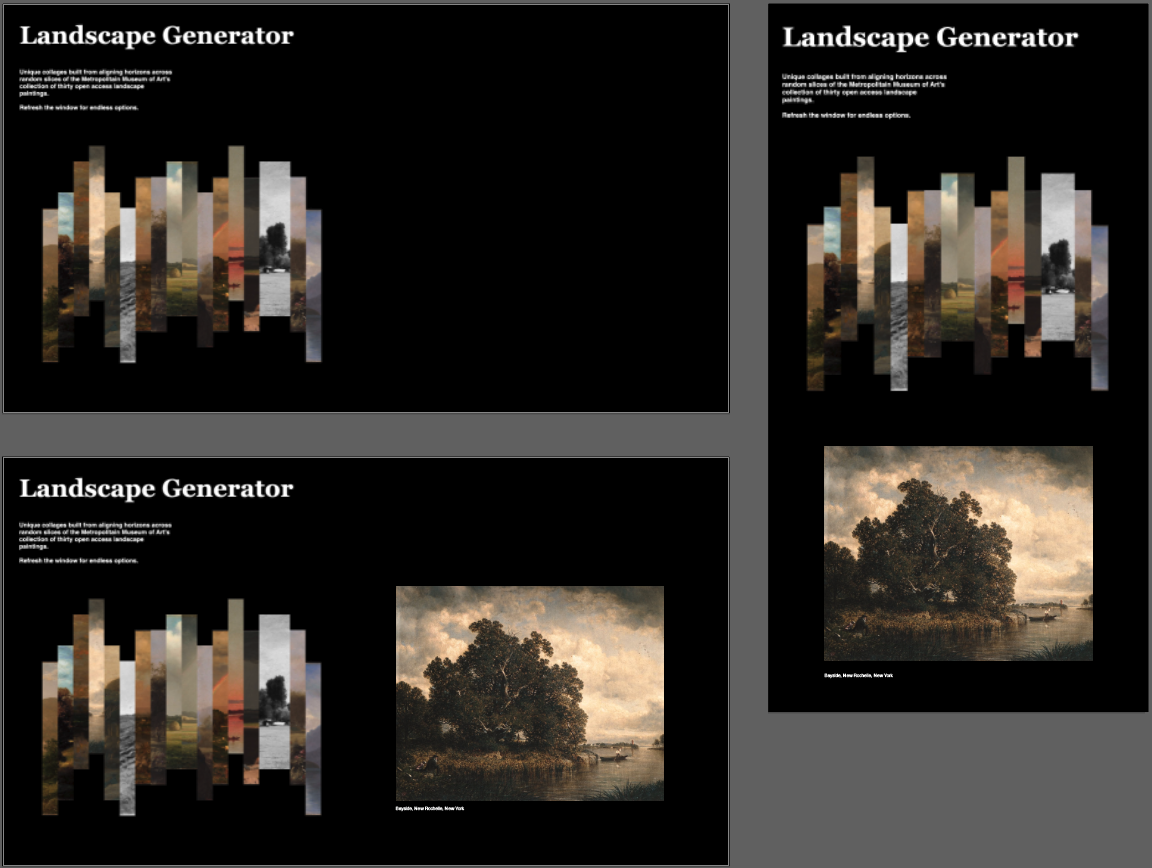 Landscape Generator
Unique collages built from aligning horizons across
random slices of the Metropolitain Museum of Art's
collection of thirty open access landscape
paintings.
Refresh the window for endless options.
Landscape Generator
Unique collages built from aligning horizons across
random slices of the Metropolitain Museum of Art's
collection of thirty open access landscape
paintings.
Refresh the window for endless options.
Bayside, New Rochelle, New York
Landscape Generator
Unique collages built from aligning horizons across
random slices of the Metropolitain Museum of Art's
collection of thirty open access landscape
paintings.
Refresh the window for endless options.
Bayside, New Rochelle, New York